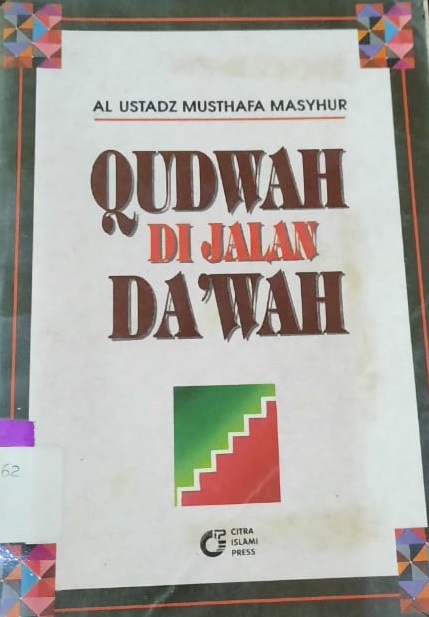 AL USTADZ MUSTHAFA MASYHUR
QUDWAH
DI JALAN
DA'WAH
62
CITRA
ISLAMI
PRESS